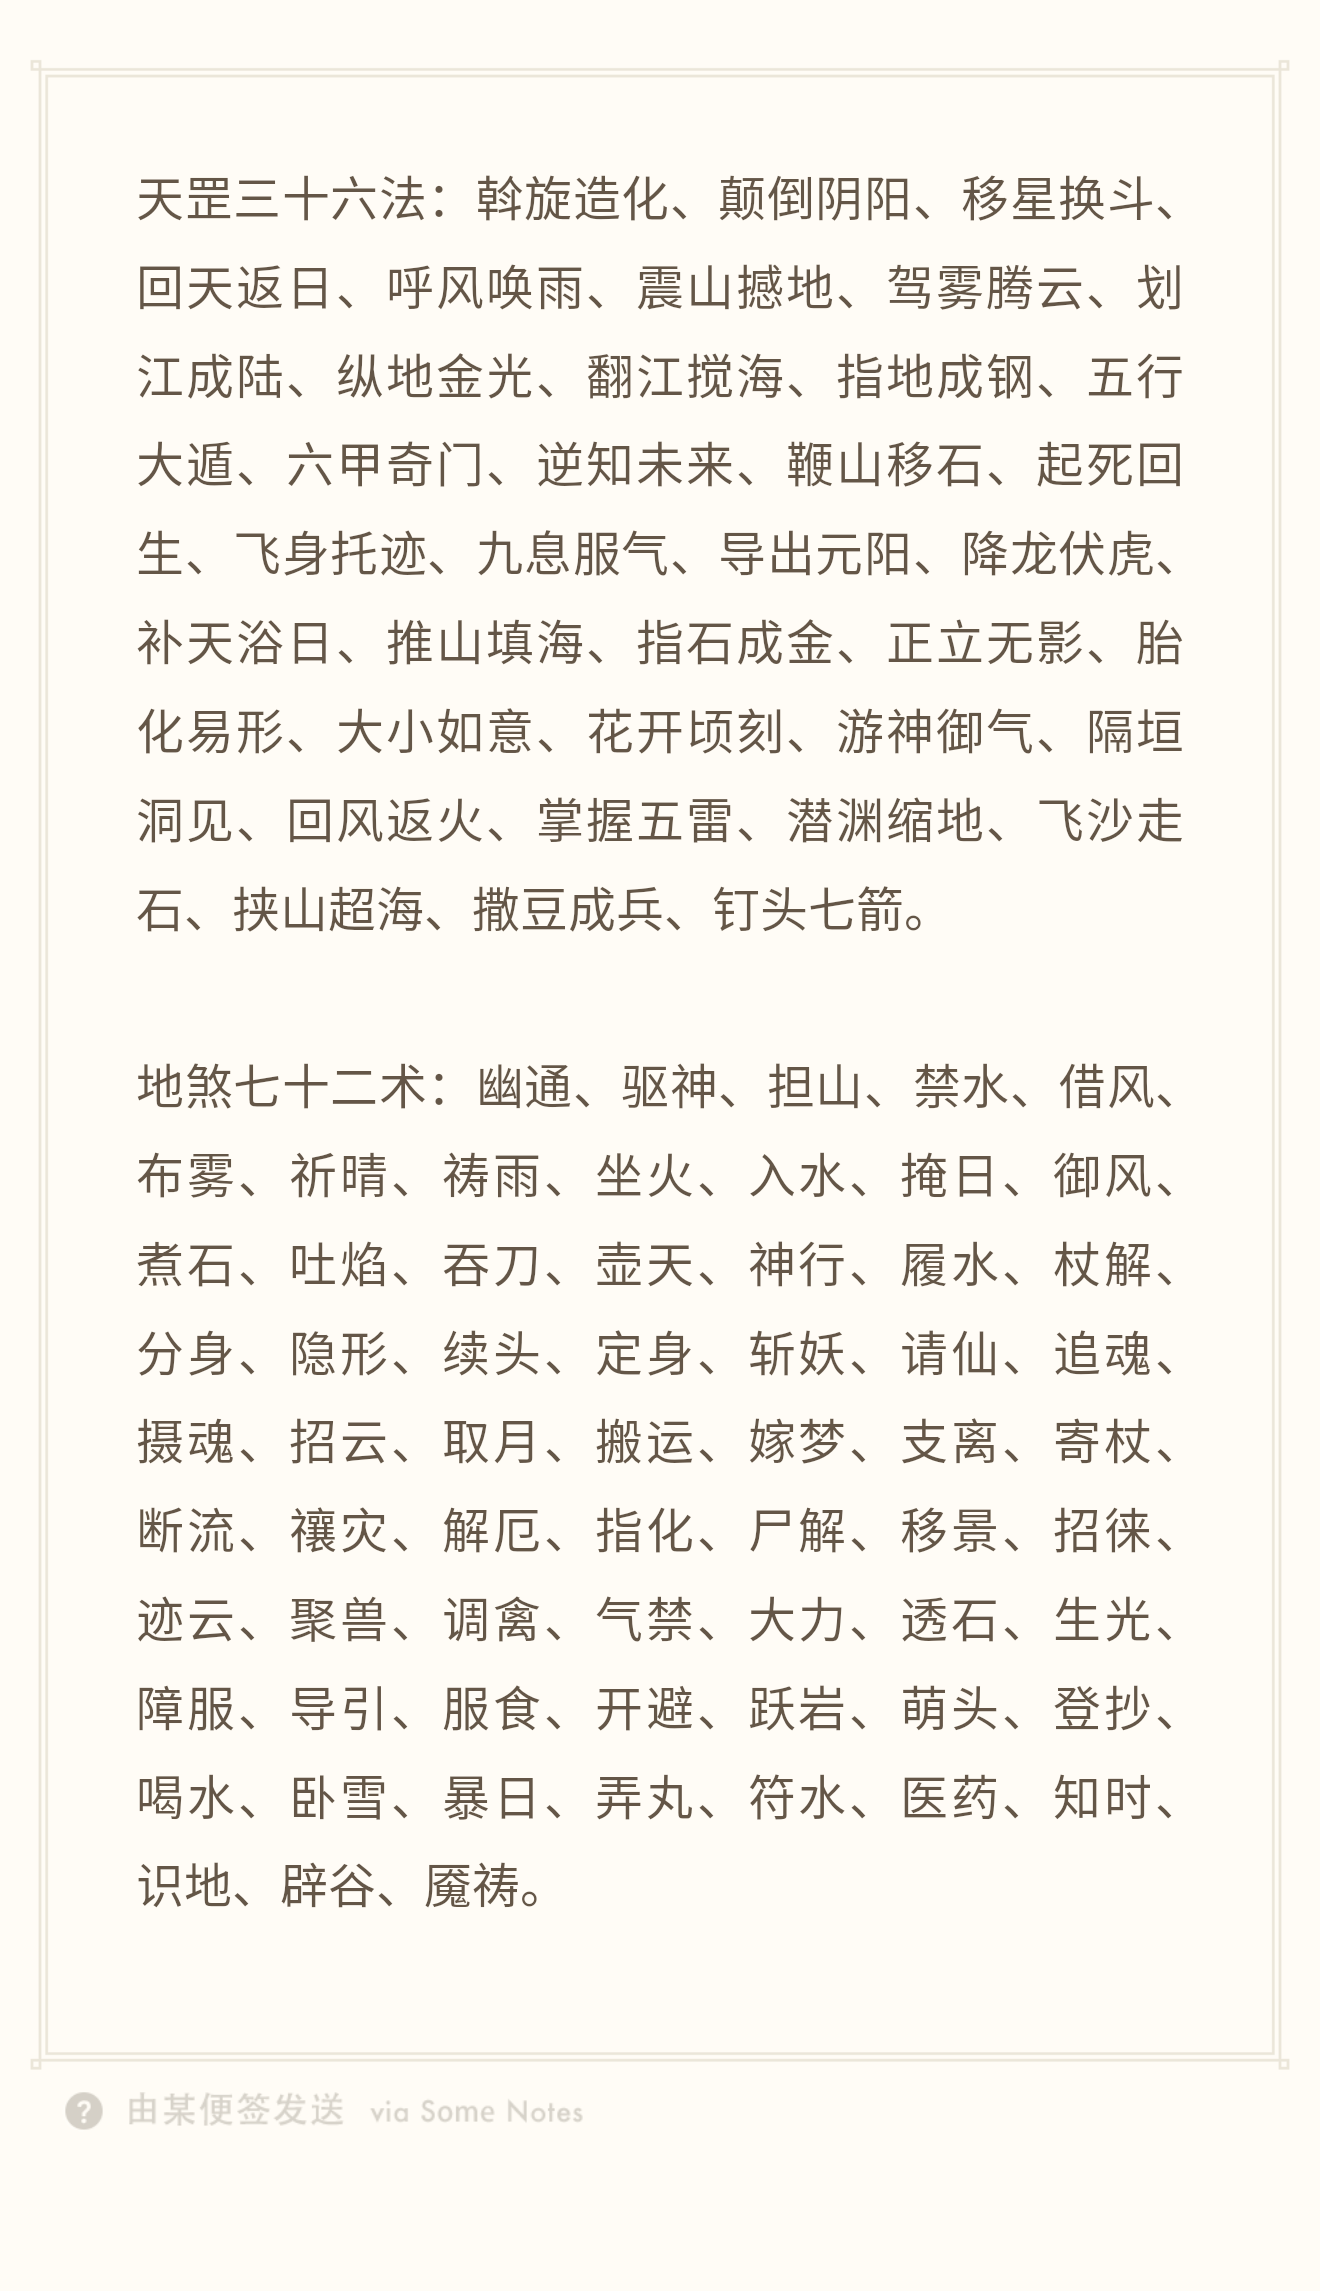 天罡三十六法：斡旋造化、颠倒阴阳、移星换斗、
回天返日、呼风唤雨、震山撼地、驾雾腾云、划
江成陆、纵地金光、翻江搅海、指地成钢、五行
大遁、六甲奇门、逆知未来、鞭山移石、起死回
生、飞身托迹、九息服气、导出元阳、降龙伏虎、
补天浴日、推山填海、指石成金、正立无影、胎
化易形、大小如意、花开顷刻、游神御气、隔垣
洞见、回风返火、掌握五雷、潜渊缩地、飞沙走
石、挟山超海、撒豆成兵、钉头七箭。
地煞七十二术：幽通、驱神、担山、禁水、借风、
布雾、祈晴、祷雨、坐火、入水、掩日、御风、
煮石、吐焰、吞刀、壶天、神行、履水、杖解、
分身、隐形、续头、定身、斩妖、请仙、追魂、
摄魂、招云、取月、搬运、嫁梦、支离、寄杖、
断流、禳灾、解厄、指化、尸解、移景、招徕、
迹云、聚兽、调禽、气禁、大力、透石、生光、
障服、导引、服食、开避、跃岩、萌头、登抄、
喝水、卧雪、暴日、弄丸、符水、医药、知时、
识地、辟谷、魇祷。
由某便签发送 via Some Notes